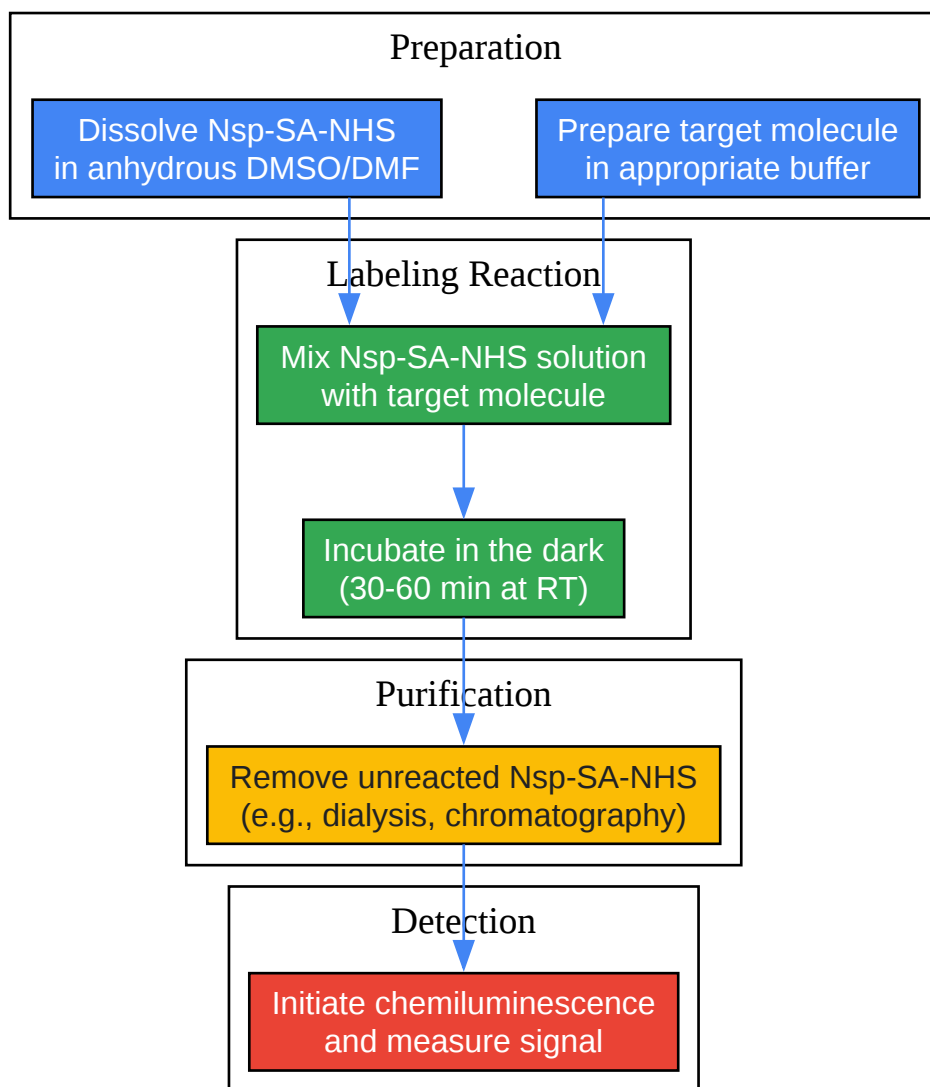 Preparation
Dissolve Nsp-SA-NHS
in anhydrous DMSO/DMF
Prepare target molecule
in appropriate buffer
Labeling Reaction
Mix Nsp-SA-NHS solution
with target molecule
Incubate in the dark
(30-60 min at RT)
Purification
Remove unreacted Nsp-SA-NHS
(e.g., dialysis, chromatography)
Detection
Initiate chemiluminescence
and measure signal